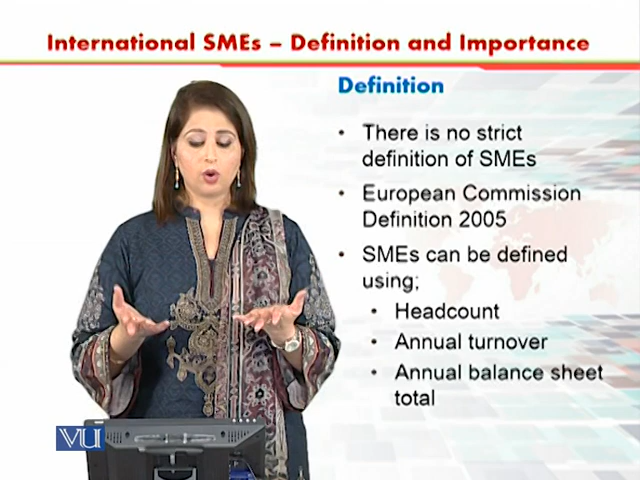 International SMEs – Definition and Importance
Definition
• There is no strict
definition of SMEs
• European Commission
Definition 2005
• SMEs can be defined
using;
• Headcount
• Annual turnover
• Annual balance sheet
total
VU